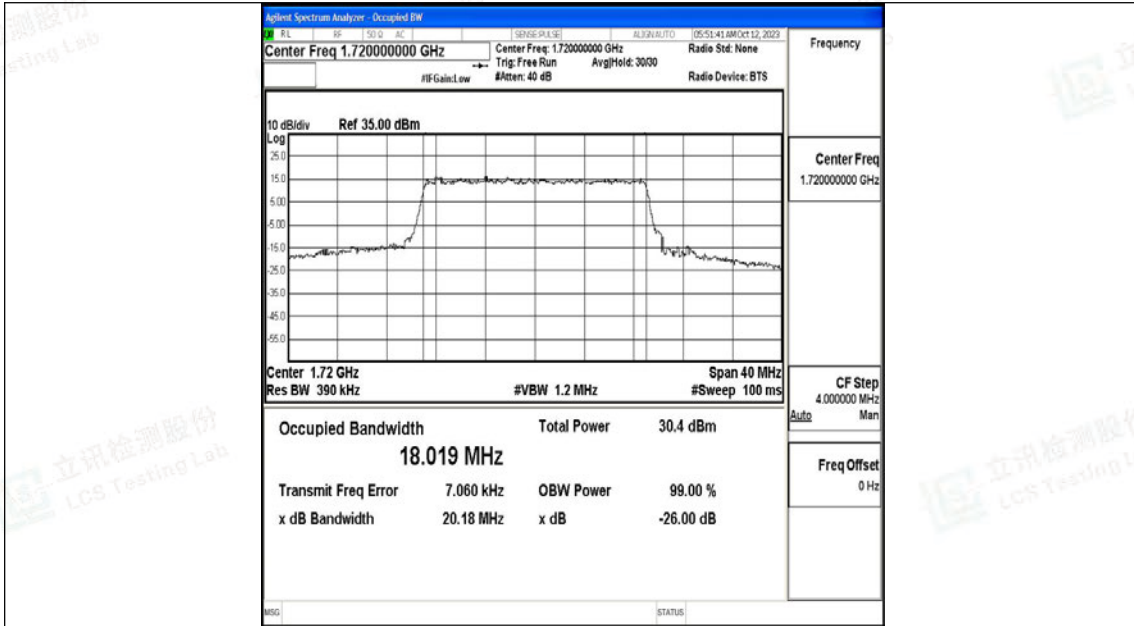 Agilent Spectrum Analyzer - Occupied BW
RL RF 50 Ω AC SENSE:PULSE ALIGNAUTO 05:51:41 AM Oct 12, 2023
Center Freq 1.720000000 GHz
Center Freq: 1.720000000 GHz
Radio Std: None
Trig: Free Run Avg|Hold: 30/30
#IFGain:Low
#Atten: 40 dB
Radio Device: BTS
10 dB/div Ref 35.00 dBm
Log
25.0
15.0
5.00
-5.00
-15.0
-25.0
-35.0
-45.0
-55.0
Center 1.72 GHz
Span 40 MHz
Res BW 390 kHz
#VBW 1.2 MHz
#Sweep 100 ms
Occupied Bandwidth
Total Power 30.4 dBm
18.019 MHz
Transmit Freq Error 7.060 kHz
OBW Power 99.00 %
x dB Bandwidth 20.18 MHz
x dB -26.00 dB
MSG
STATUS
Frequency
Center Freq
1.720000000 GHz
CF Step
4.000000 MHz
Auto Man
Freq Offset
0 Hz
立讯检测股份
LCS Testing Lab
立讯检测股份
LCS Testing